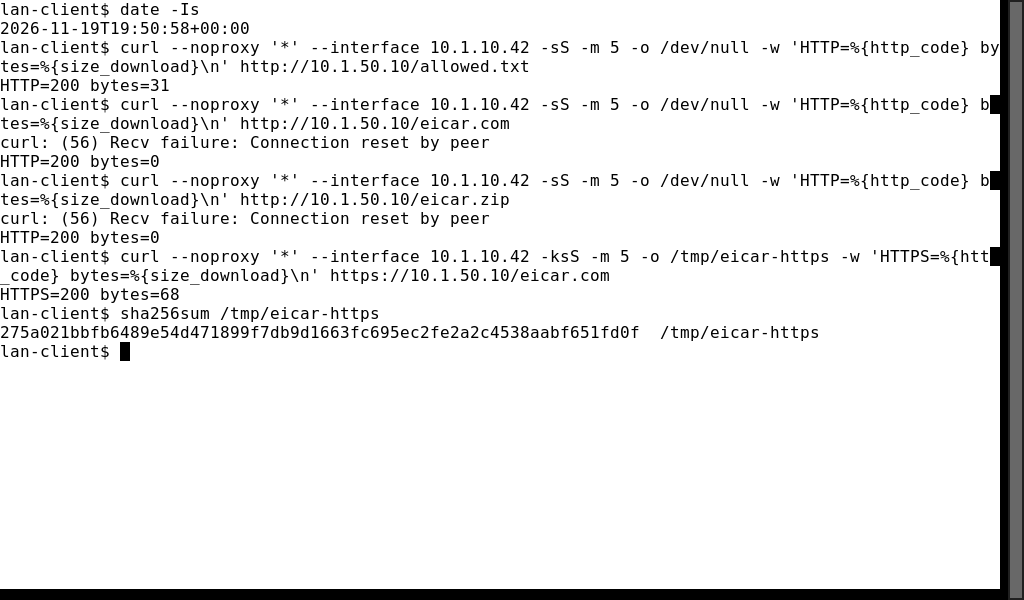 lan-client$ date -Is
2026-11-19T19:50:58+00:00
lan-client$ curl --noproxy '*' --interface 10.1.10.42 -sS -m 5 -o /dev/null -w 'HTTP=%{http_code} by
tes=%{size_download}\n' http://10.1.50.10/allowed.txt
HTTP=200 bytes=31
lan-client$ curl --noproxy '*' --interface 10.1.10.42 -sS -m 5 -o /dev/null -w 'HTTP=%{http_code} b
tes=%{size_download}\n' http://10.1.50.10/eicar.com
curl: (56) Recv failure: Connection reset by peer
HTTP=200 bytes=0
lan-client$ curl --noproxy '*' --interface 10.1.10.42 -sS -m 5 -o /dev/null -w 'HTTP=%{http_code} b
tes=%{size_download}\n' http://10.1.50.10/eicar.zip
curl: (56) Recv failure: Connection reset by peer
HTTP=200 bytes=0
lan-client$ curl --noproxy '*' --interface 10.1.10.42 -ksS -m 5 -o /tmp/eicar-https -w 'HTTPS=%{htt
_code} bytes=%{size_download}\n' https://10.1.50.10/eicar.com
HTTPS=200 bytes=68
lan-client$ sha256sum /tmp/eicar-https
275a021bbfb6489e54d471899f7db9d1663fc695ec2fe2a2c4538aabf651fd0f  /tmp/eicar-https
lan-client$